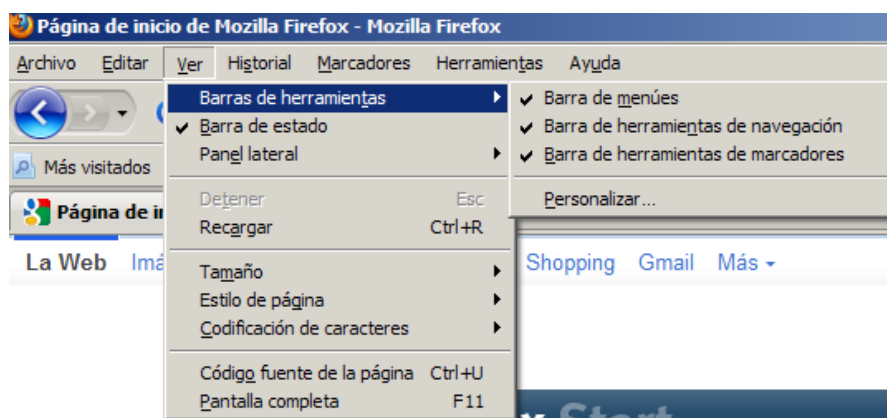 Página de inicio de Mozilla Firefox - Mozilla Firefox
Archivo Editar Ver Historial Marcadores Herramientas Ayuda
Barras de herramientas
Barra de estado
Panel lateral
Detener Esc
Recargar Ctrl+R
Tamaño
Estilo de página
Codificación de caracteres
Código fuente de la página Ctrl+U
Pantalla completa F11
Barra de menúes
Barra de herramientas de navegación
Barra de herramientas de marcadores
Personalizar...
Más visitados
Página de in
La Web Imá Shopping Gmail Más
Start